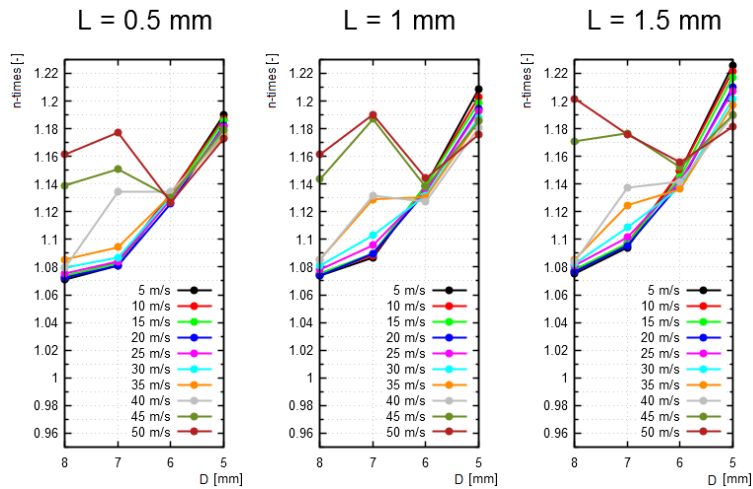 L = 0.5 mm
n-times [-]
1.22
1.2
1.18
1.16
1.14
1.12
1.1
1.08
1.06
1.04
1.02
1
0.98
0.96
5 m/s
10 m/s
15 m/s
20 m/s
25 m/s
30 m/s
35 m/s
40 m/s
45 m/s
50 m/s
8 7 6 5
D [mm]
L = 1 mm
n-times [-]
1.22
1.2
1.18
1.16
1.14
1.12
1.1
1.08
1.06
1.04
1.02
1
0.98
0.96
5 m/s
10 m/s
15 m/s
20 m/s
25 m/s
30 m/s
35 m/s
40 m/s
45 m/s
50 m/s
8 7 6 5
D [mm]
L = 1.5 mm
n-times [-]
1.22
1.2
1.18
1.16
1.14
1.12
1.1
1.08
1.06
1.04
1.02
1
0.98
0.96
5 m/s
10 m/s
15 m/s
20 m/s
25 m/s
30 m/s
35 m/s
40 m/s
45 m/s
50 m/s
8 7 6 5
D [mm]